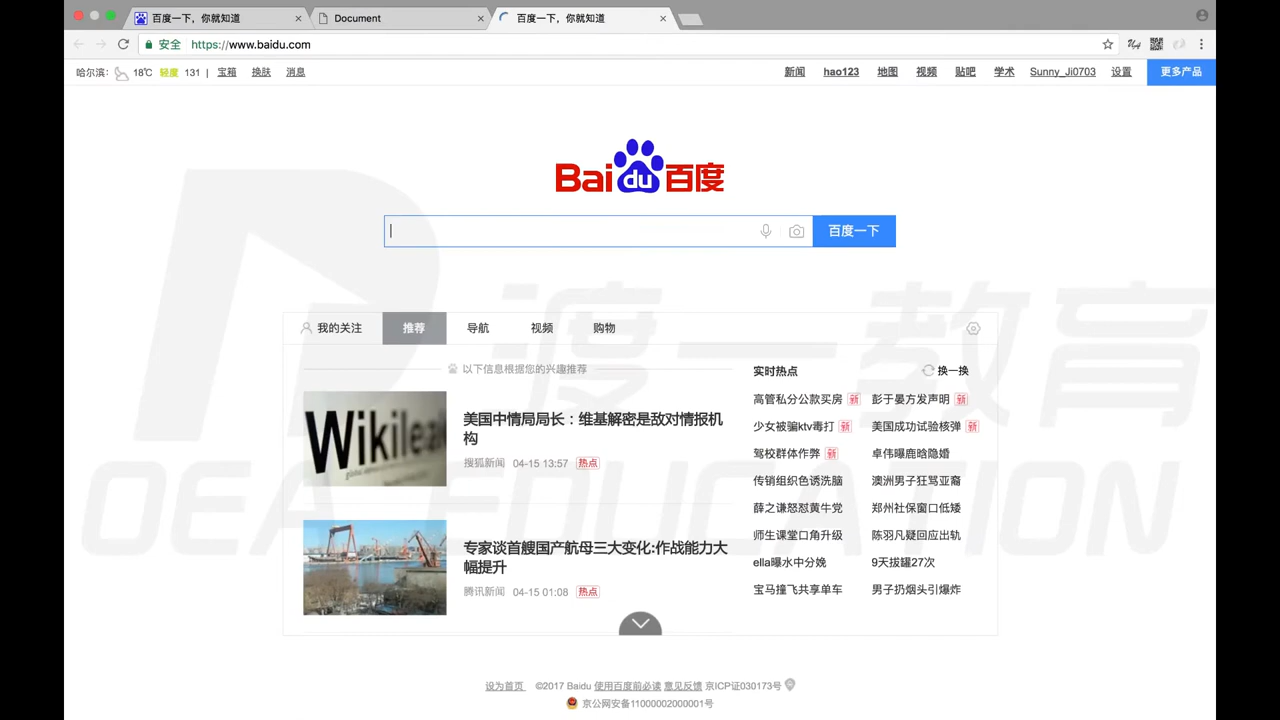 百度一下，你就知道
Document
百度一下，你就知道
安全 https://www.baidu.com
哈尔滨： 18℃ 轻度 131 | 宝箱 换肤 消息
新闻 hao123 地图 视频 贴吧 学术 Sunny_Ji0703 设置 更多产品
Bai du 百度
百度一下
我的关注 推荐 导航 视频 购物
以下信息根据您的兴趣推荐
Wikilea
美国中情局局长：维基解密是敌对情报机
构
搜狐新闻 04-15 13:57 热点
专家谈首艘国产航母三大变化:作战能力大
幅提升
腾讯新闻 04-15 01:08 热点
实时热点 换一换
高管私分公款买房 新 彭于晏方发声明 新
少女被骗ktv毒打 新 美国成功试验核弹 新
驾校群体作弊 新 卓伟曝鹿晗隐婚
传销组织色诱洗脑 澳洲男子狂骂亚裔
薛之谦怒怼黄牛党 郑州社保窗口低矮
师生课堂口角升级 陈羽凡疑回应出轨
ella曝水中分娩 9天拔罐27次
宝马撞飞共享单车 男子扔烟头引爆炸
设为首页 ©2017 Baidu 使用百度前必读 意见反馈 京ICP证030173号
京公网安备11000002000001号
渡一教育
OEA EDUCATION